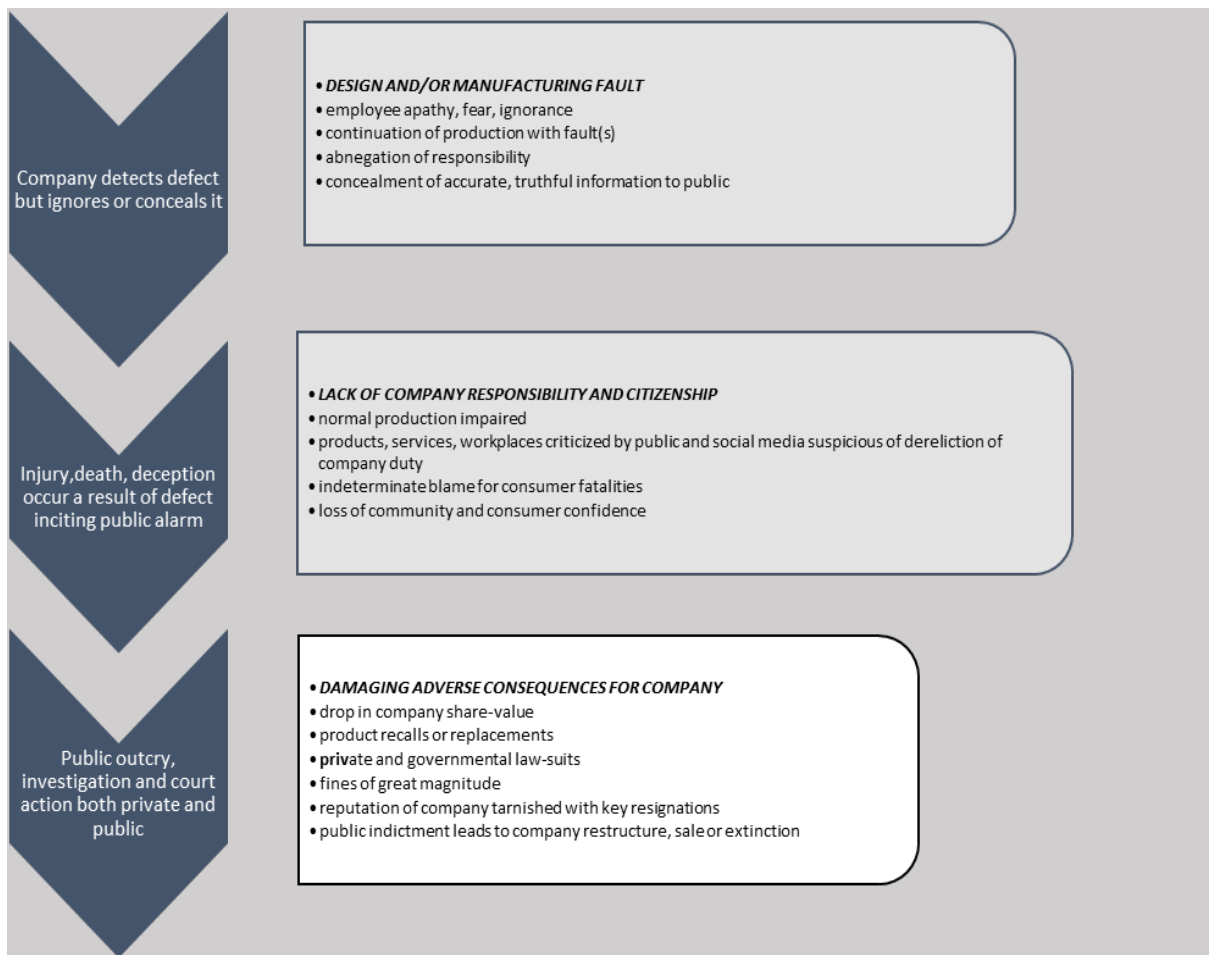 Company detects defect
but ignores or conceals it
• DESIGN AND/OR MANUFACTURING FAULT
• employee apathy, fear, ignorance
• continuation of production with fault(s)
• abnegation of responsibility
• concealment of accurate, truthful information to public
Injury,death, deception
occur a result of defect
inciting public alarm
• LACK OF COMPANY RESPONSIBILITY AND CITIZENSHIP
• normal production impaired
• products, services, workplaces criticized by public and social media suspicious of dereliction of
company duty
• indeterminate blame for consumer fatalities
• loss of community and consumer confidence
Public outcry,
investigation and court
action both private and
public
• DAMAGING ADVERSE CONSEQUENCES FOR COMPANY
• drop in company share-value
• product recalls or replacements
• private and governmental law-suits
• fines of great magnitude
• reputation of company tarnished with key resignations
• public indictment leads to company restructure, sale or extinction